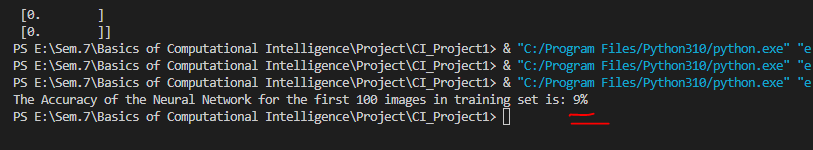 [0. ]
[0. ]]
PS E:\Sem.7\Basics of Computational Intelligence\Project\CI_Project1> & "C:/Program Files/Python310/python.exe" "e
PS E:\Sem.7\Basics of Computational Intelligence\Project\CI_Project1> & "C:/Program Files/Python310/python.exe" "e
PS E:\Sem.7\Basics of Computational Intelligence\Project\CI_Project1> & "C:/Program Files/Python310/python.exe" "e
The Accuracy of the Neural Network for the first 100 images in training set is: 9%
PS E:\Sem.7\Basics of Computational Intelligence\Project\CI_Project1>